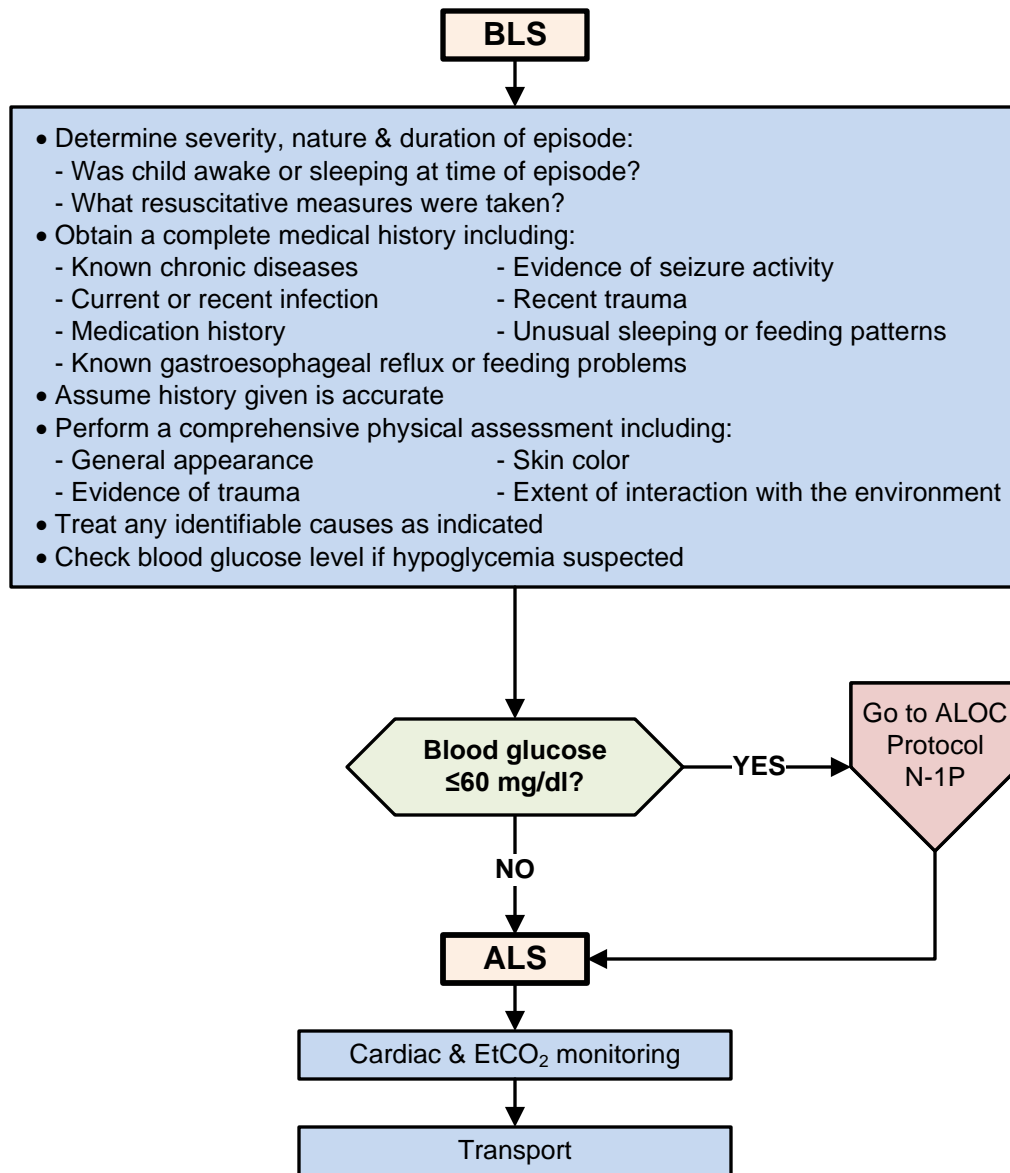 BLS
• Determine severity, nature & duration of episode:
- Was child awake or sleeping at time of episode?
- What resuscitative measures were taken?
• Obtain a complete medical history including:
- Known chronic diseases - Evidence of seizure activity
- Current or recent infection - Recent trauma
- Medication history - Unusual sleeping or feeding patterns
- Known gastroesophageal reflux or feeding problems
• Assume history given is accurate
• Perform a comprehensive physical assessment including:
- General appearance - Skin color
- Evidence of trauma - Extent of interaction with the environment
• Treat any identifiable causes as indicated
• Check blood glucose level if hypoglycemia suspected
Blood glucose
≤60 mg/dl?
YES
Go to ALOC
Protocol
N-1P
NO
ALS
Cardiac & EtCO₂ monitoring
Transport